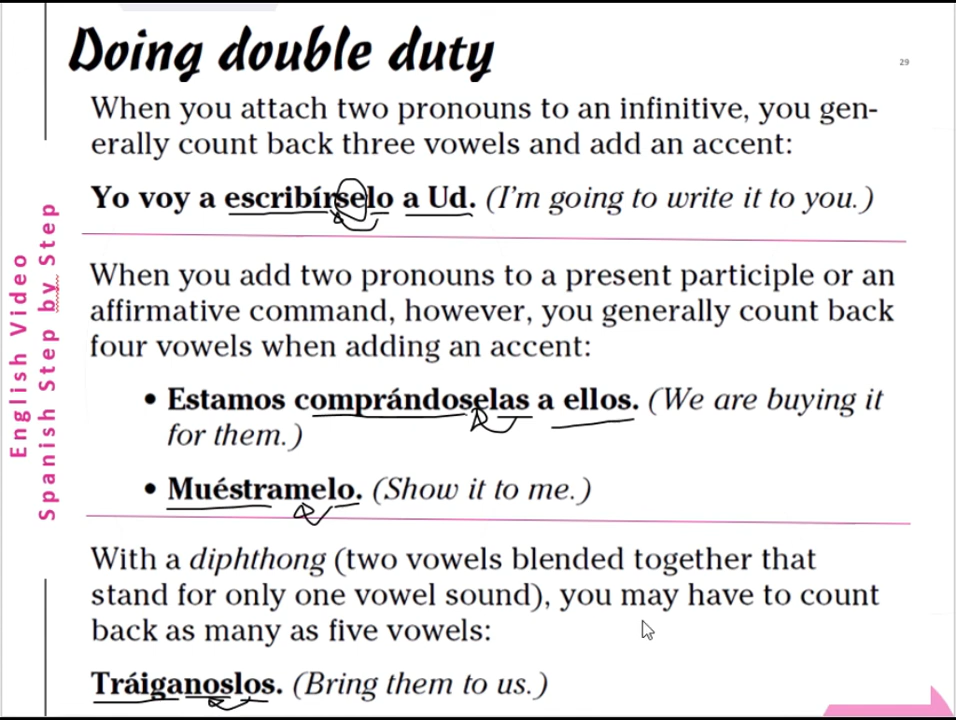 Doing double duty
29
When you attach two pronouns to an infinitive, you gen-
erally count back three vowels and add an accent:
Yo voy a escribírselo a Ud. (I'm going to write it to you.)
When you add two pronouns to a present participle or an
affirmative command, however, you generally count back
four vowels when adding an accent:
• Estamos comprándoselas a ellos. (We are buying it
for them.)
• Muéstramelo. (Show it to me.)
With a diphthong (two vowels blended together that
stand for only one vowel sound), you may have to count
back as many as five vowels:
Tráiganoslos. (Bring them to us.)
English Video
Spanish Step by Step